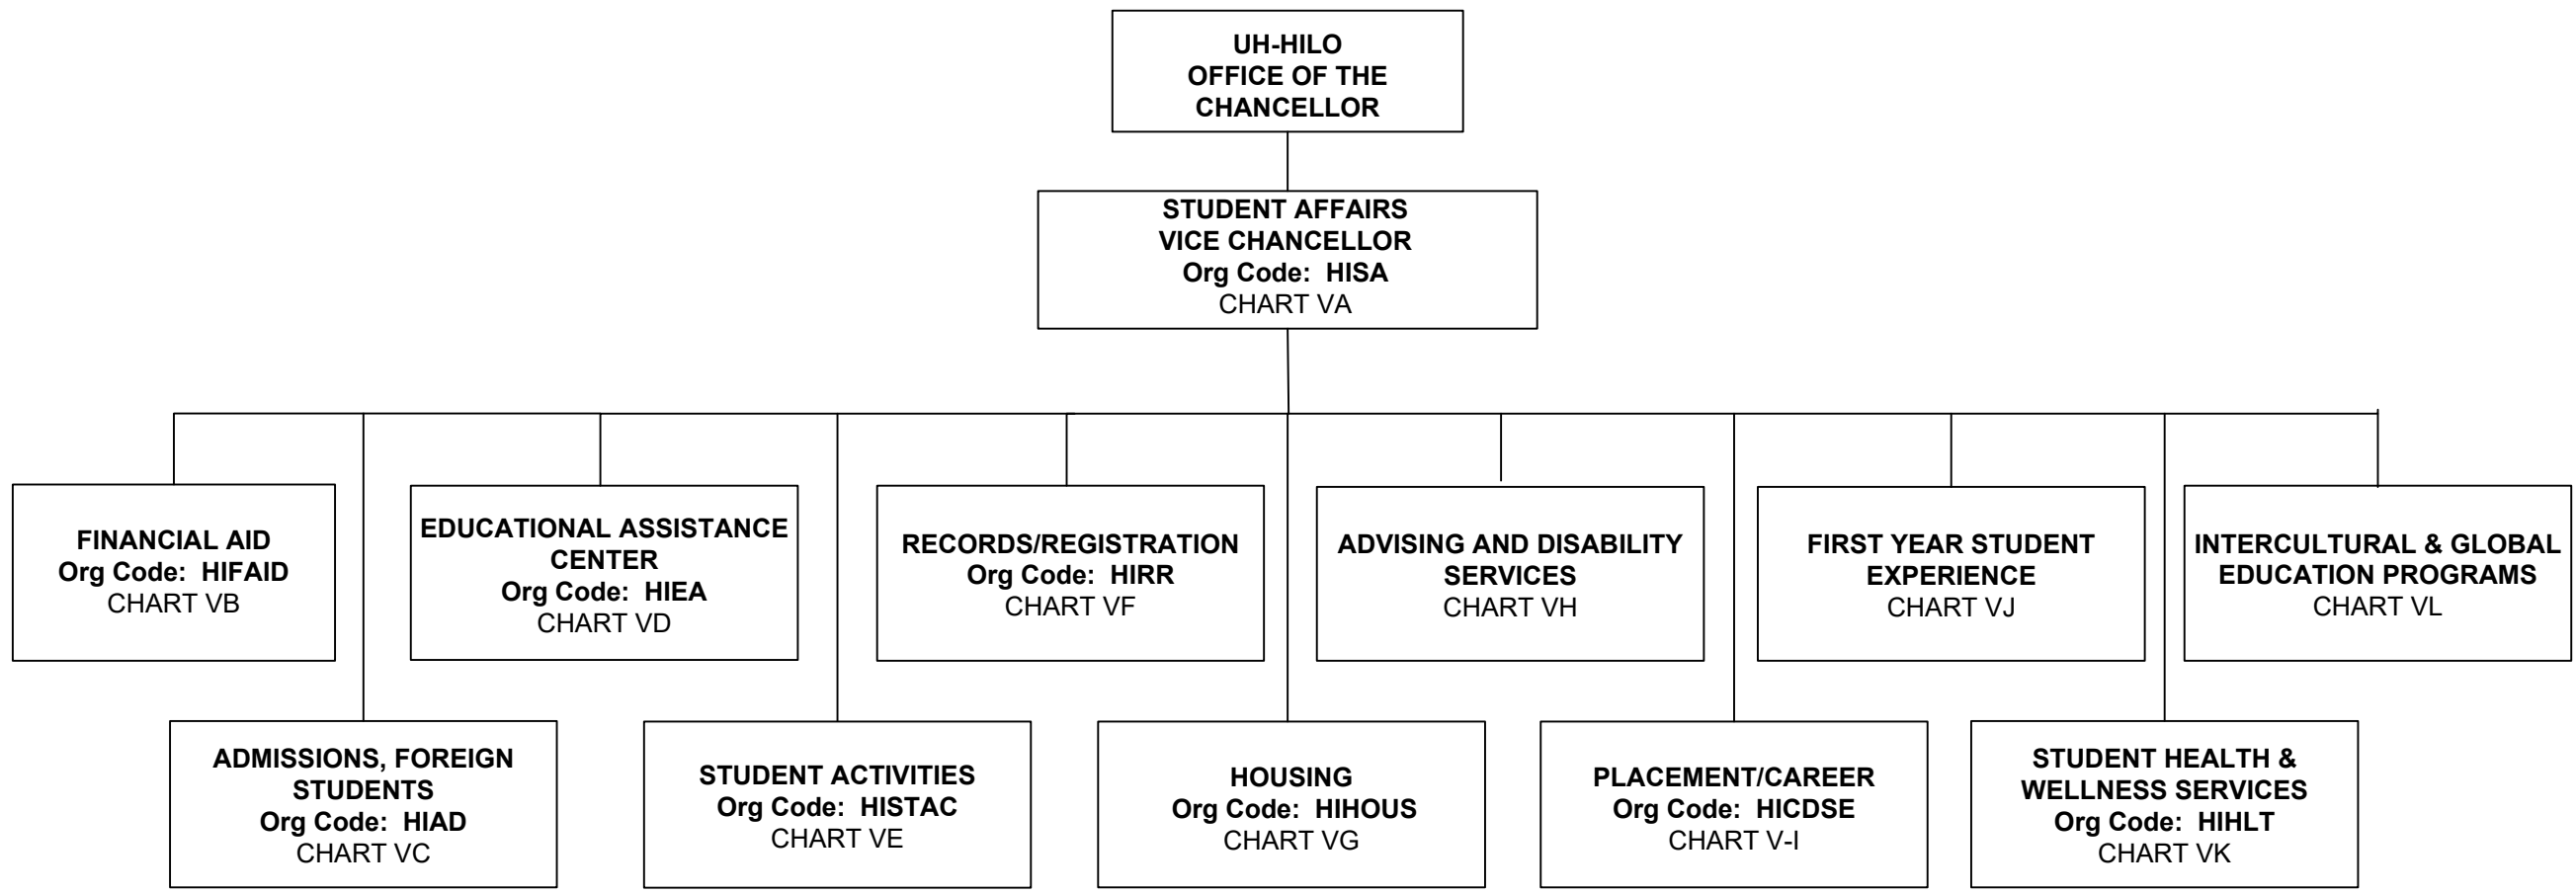 UH-HILO
OFFICE OF THE
CHANCELLOR
STUDENT AFFAIRS
VICE CHANCELLOR
Org Code:  HISA
CHART VA
FINANCIAL AID
Org Code:  HIFAID
CHART VB
EDUCATIONAL ASSISTANCE
CENTER
Org Code:  HIEA
CHART VD
RECORDS/REGISTRATION
Org Code:  HIRR
CHART VF
ADVISING AND DISABILITY
SERVICES
CHART VH
FIRST YEAR STUDENT
EXPERIENCE
CHART VJ
INTERCULTURAL & GLOBAL
EDUCATION PROGRAMS
CHART VL
ADMISSIONS, FOREIGN
STUDENTS
Org Code:  HIAD
CHART VC
STUDENT ACTIVITIES
Org Code:  HISTAC
CHART VE
HOUSING
Org Code:  HIHOUS
CHART VG
PLACEMENT/CAREER
Org Code:  HICDSE
CHART V-I
STUDENT HEALTH &
WELLNESS SERVICES
Org Code:  HIHLT
CHART VK